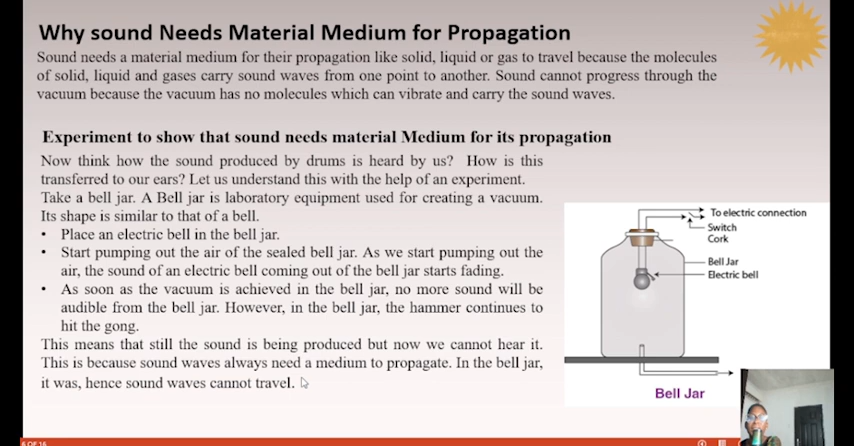 Why sound Needs Material Medium for Propagation
Sound needs a material medium for their propagation like solid, liquid or gas to travel because the molecules
of solid, liquid and gases carry sound waves from one point to another. Sound cannot progress through the
vacuum because the vacuum has no molecules which can vibrate and carry the sound waves.
Experiment to show that sound needs material Medium for its propagation
Now think how the sound produced by drums is heard by us? How is this
transferred to our ears? Let us understand this with the help of an experiment.
Take a bell jar. A Bell jar is laboratory equipment used for creating a vacuum.
Its shape is similar to that of a bell.
• Place an electric bell in the bell jar.
• Start pumping out the air of the sealed bell jar. As we start pumping out the
air, the sound of an electric bell coming out of the bell jar starts fading.
• As soon as the vacuum is achieved in the bell jar, no more sound will be
audible from the bell jar. However, in the bell jar, the hammer continues to
hit the gong.
This means that still the sound is being produced but now we cannot hear it.
This is because sound waves always need a medium to propagate. In the bell jar,
it was, hence sound waves cannot travel.
To electric connection
Switch
Cork
Bell Jar
Electric bell
Bell Jar
OF 15